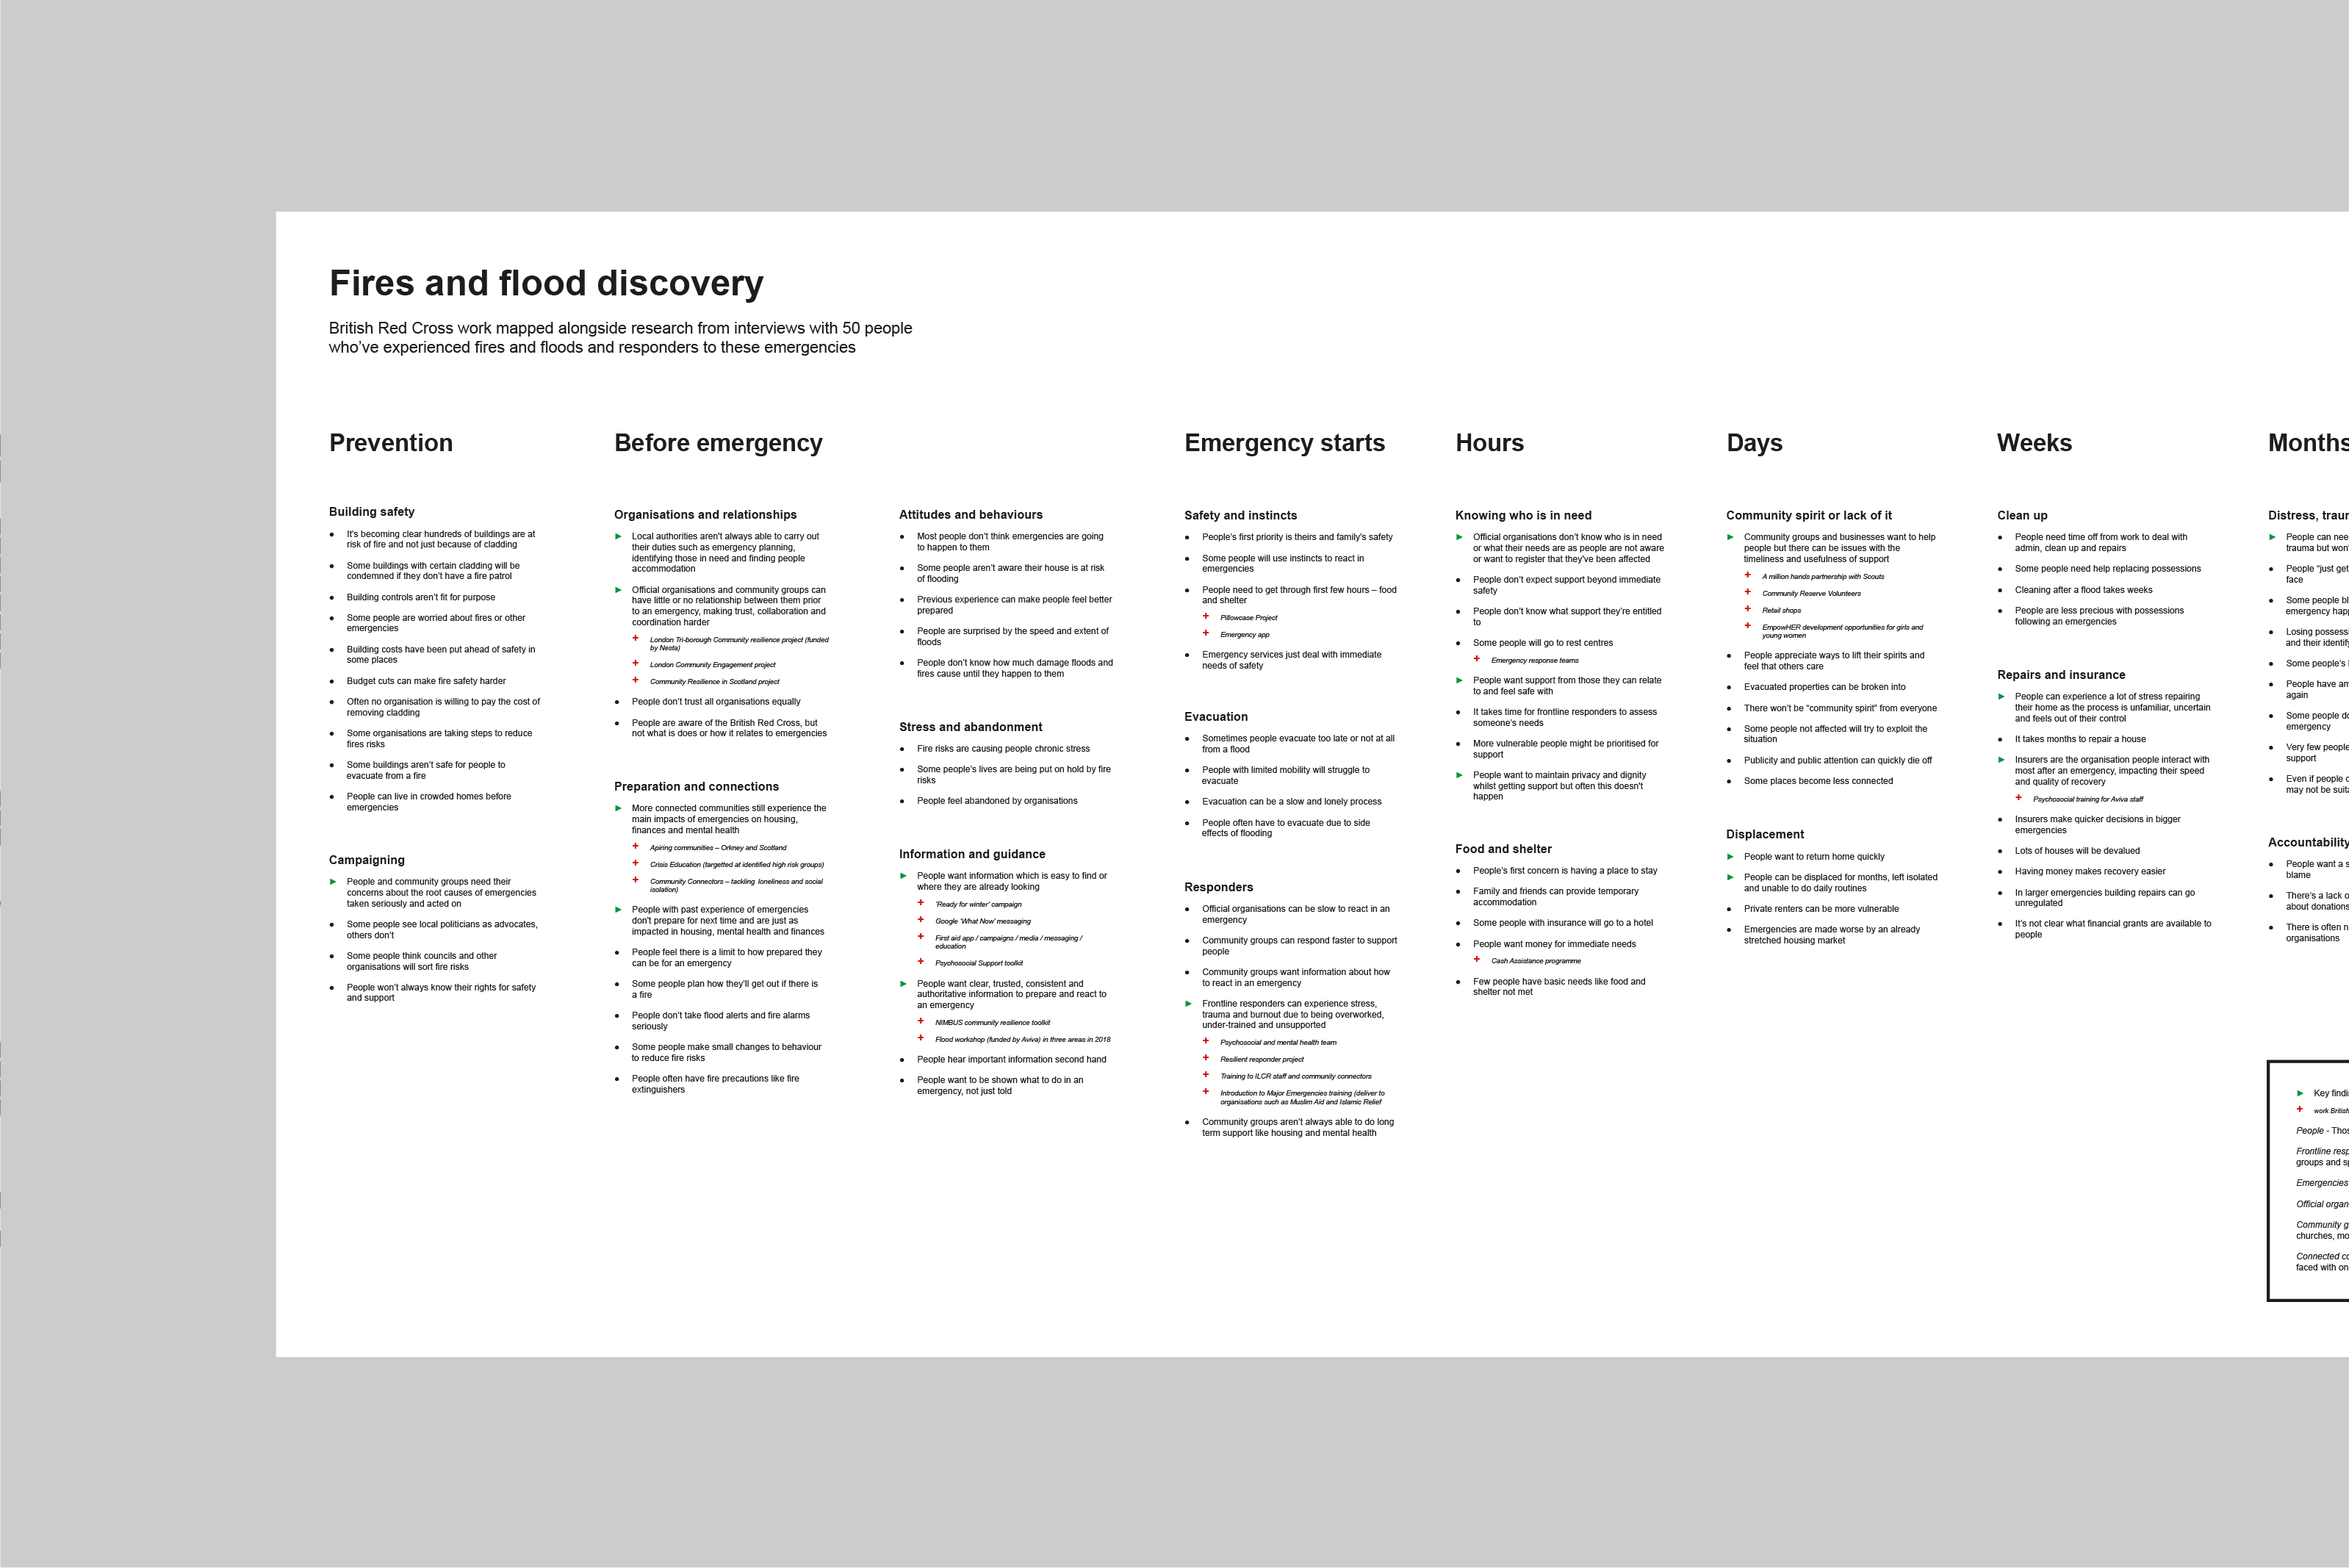 Fires and flood discovery
British Red Cross work mapped alongside research from interviews with 50 people
who’ve experienced fires and floods and responders to these emergencies
Prevention
Building safety
It’s becoming clear hundreds of buildings are at
risk of fire and not just because of cladding
Some buildings with certain cladding will be
condemned if they don’t have a fire patrol
Building controls aren’t fit for purpose
Some people are worried about fires or other
emergencies
Building costs have been put ahead of safety in
some places
Budget cuts can make fire safety harder
Often no organisation is willing to pay the cost of
removing cladding
Some organisations are taking steps to reduce
fires risks
Some buildings aren’t safe for people to
evacuate from a fire
People can live in crowded homes before
emergencies
Campaigning
People and community groups need their
concerns about the root causes of emergencies
taken seriously and acted on
Some people see local politicians as advocates,
others don’t
Some people think councils and other
organisations will sort fire risks
People won’t always know their rights for safety
and support
Before emergency
Organisations and relationships
Local authorities aren't always able to carry out
their duties such as emergency planning,
identifying those in need and finding people
accommodation
Official organisations and community groups can
have little or no relationship between them prior
to an emergency, making trust, collaboration and
coordination harder
+ London Tri-borough Community resilience project (funded
by Nesta)
+ London Community Engagement project
+ Community Resilience in Scotland project
People don’t trust all organisations equally
People are aware of the British Red Cross, but
not what is does or how it relates to emergencies
Preparation and connections
More connected communities still experience the
main impacts of emergencies on housing,
finances and mental health
+ Apiring communities – Orkney and Scotland
+ Crisis Education (targetted at identified high risk groups)
+ Community Connectors – tackling loneliness and social
isolation)
People with past experience of emergencies
don't prepare for next time and are just as
impacted in housing, mental health and finances
People feel there is a limit to how prepared they
can be for an emergency
Some people plan how they’ll get out if there is
a fire
People don’t take flood alerts and fire alarms
seriously
Some people make small changes to behaviour
to reduce fire risks
People often have fire precautions like fire
extinguishers
Attitudes and behaviours
Most people don’t think emergencies are going
to happen to them
Some people aren’t aware their house is at risk
of flooding
Previous experience can make people feel better
prepared
People are surprised by the speed and extent of
floods
People don’t know how much damage floods and
fires cause until they happen to them
Stress and abandonment
Fire risks are causing people chronic stress
Some people’s lives are being put on hold by fire
risks
People feel abandoned by organisations
Information and guidance
People want information which is easy to find or
where they are already looking
+ ‘Ready for winter’ campaign
+ Google ‘What Now’ messaging
+ First aid app / campaigns / media / messaging /
education
+ Psychosocial Support toolkit
People want clear, trusted, consistent and
authoritative information to prepare and react to
an emergency
+ NIMBUS community resilience toolkit
+ Flood workshop (funded by Aviva) in three areas in 2018
People hear important information second hand
People want to be shown what to do in an
emergency, not just told
Emergency starts
Safety and instincts
People’s first priority is theirs and family’s safety
Some people will use instincts to react in
emergencies
People need to get through first few hours – food
and shelter
+ Pillowcase Project
+ Emergency app
Emergency services just deal with immediate
needs of safety
Evacuation
Sometimes people evacuate too late or not at all
from a flood
People with limited mobility will struggle to
evacuate
Evacuation can be a slow and lonely process
People often have to evacuate due to side
effects of flooding
Responders
Official organisations can be slow to react in an
emergency
Community groups can respond faster to support
people
Community groups want information about how
to react in an emergency
Frontline responders can experience stress,
trauma and burnout due to being overworked,
under-trained and unsupported
+ Psychosocial and mental health team
+ Resilient responder project
+ Training to ILCR staff and community connectors
+ Introduction to Major Emergencies training (deliver to
organisations such as Muslim Aid and Islamic Relief
Community groups aren’t always able to do long
term support like housing and mental health
Hours
Knowing who is in need
Official organisations don’t know who is in need
or what their needs are as people are not aware
or want to register that they've been affected
People don’t expect support beyond immediate
safety
People don’t know what support they’re entitled
to
Some people will go to rest centres
+ Emergency response teams
People want support from those they can relate
to and feel safe with
It takes time for frontline responders to assess
someone’s needs
More vulnerable people might be prioritised for
support
People want to maintain privacy and dignity
whilst getting support but often this doesn't
happen
Food and shelter
People’s first concern is having a place to stay
Family and friends can provide temporary
accommodation
Some people with insurance will go to a hotel
People want money for immediate needs
+ Cash Assistance programme
Few people have basic needs like food and
shelter not met
Days
Community spirit or lack of it
Community groups and businesses want to help
people but there can be issues with the
timeliness and usefulness of support
+ A million hands partnership with Scouts
+ Community Reserve Volunteers
+ Retail shops
+ EmpowHER development opportunities for girls and
young women
People appreciate ways to lift their spirits and
feel that others care
Evacuated properties can be broken into
There won’t be “community spirit” from everyone
Some people not affected will try to exploit the
situation
Publicity and public attention can quickly die off
Some places become less connected
Displacement
People want to return home quickly
People can be displaced for months, left isolated
and unable to do daily routines
Private renters can be more vulnerable
Emergencies are made worse by an already
stretched housing market
Weeks
Clean up
People need time off from work to deal with
admin, clean up and repairs
Some people need help replacing possessions
Cleaning after a flood takes weeks
People are less precious with possessions
following an emergencies
Repairs and insurance
People can experience a lot of stress repairing
their home as the process is unfamiliar, uncertain
and feels out of their control
It takes months to repair a house
Insurers are the organisation people interact with
most after an emergency, impacting their speed
and quality of recovery
+ Psychosocial training for Aviva staff
Insurers make quicker decisions in bigger
emergencies
Lots of houses will be devalued
Having money makes recovery easier
In larger emergencies building repairs can go
unregulated
It’s not clear what financial grants are available to
people
Months
Distress,
People can
trauma but
People “just get
face
Some people
emergency
Losing
and their
Some people’s
People have
again
Some people
emergency
Very few people
support
Even if people
may not be
Accountability
People want a
blame
There’s a lack
about donations
There is often
organisations
Key
+ work
People -
Frontline
groups and
Emergencies
Official
Community
churches,
Connected
faced with